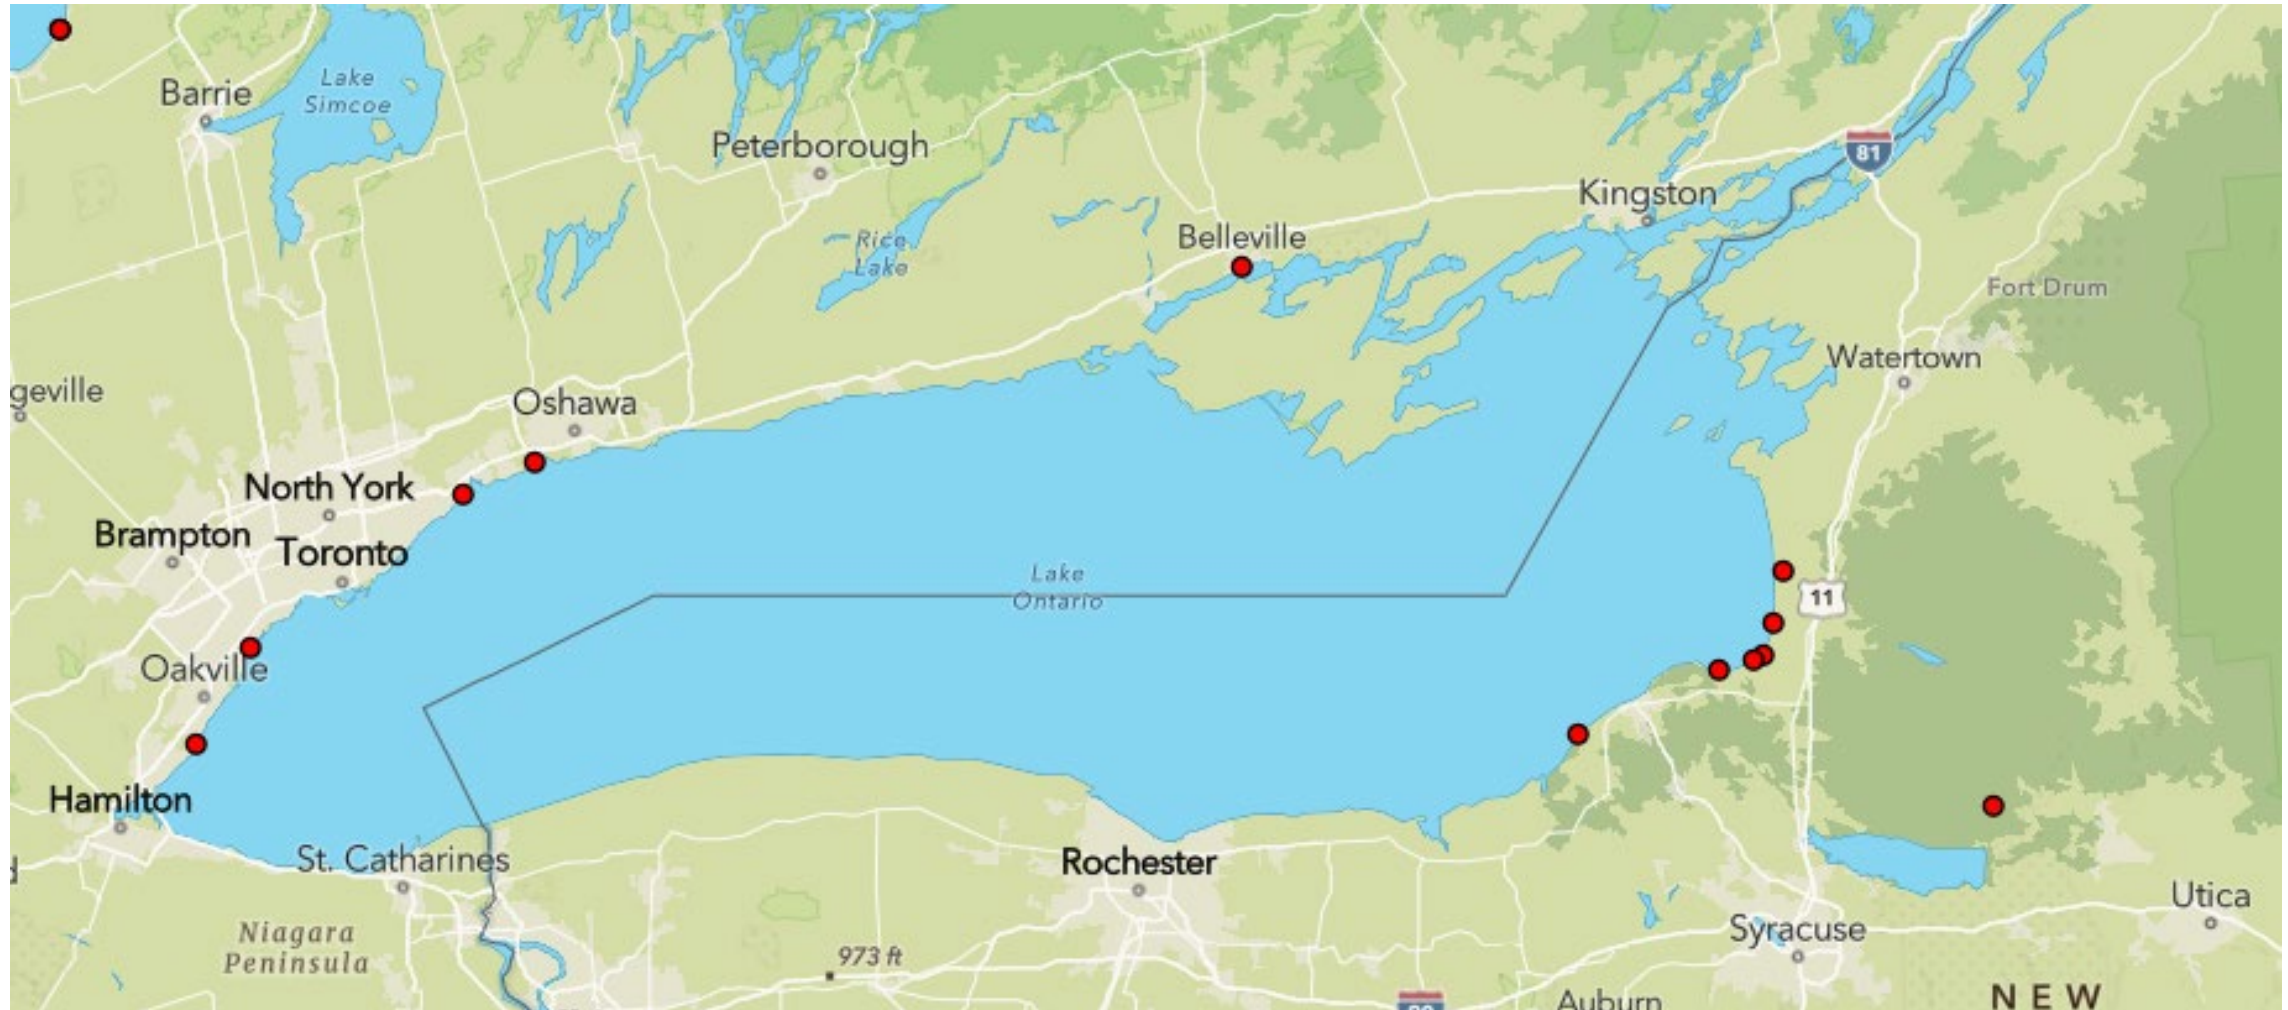 Barrie
Lake
Simcoe
Peterborough
Kingston
81
Belleville
Rice
Lake
Fort Drum
Watertown
geville
Oshawa
North York
Brampton
Toronto
Lake
Ontario
11
Oakville
Hamilton
St. Catharines
Rochester
Utica
Syracuse
Niagara
Peninsula
973 ft
NEW
Auburn